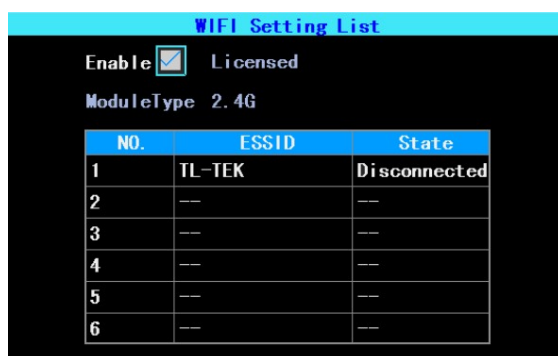 WIFI Setting List
Enable Licensed
ModuleType 2.4G
NO. ESSID State
1 TL-TEK Disconnected
2 -- --
3 -- --
4 -- --
5 -- --
6 -- --